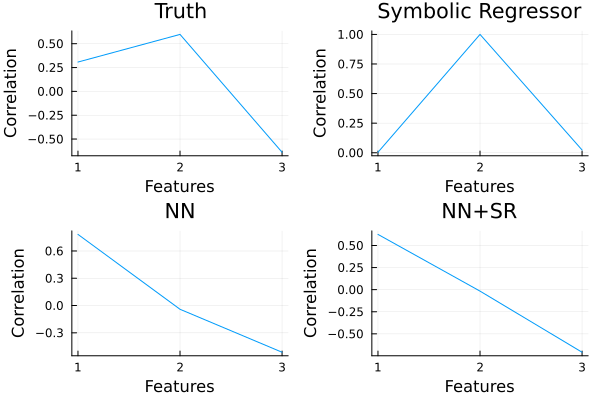 Truth
Correlation
0.50
0.25
0.00
−0.25
−0.50
1
2
3
Features
Symbolic Regressor
Correlation
1.00
0.75
0.50
0.25
0.00
1
2
3
Features
NN
Correlation
0.6
0.3
0.0
−0.3
1
2
3
Features
NN+SR
Correlation
0.50
0.25
0.00
−0.25
−0.50
1
2
3
Features